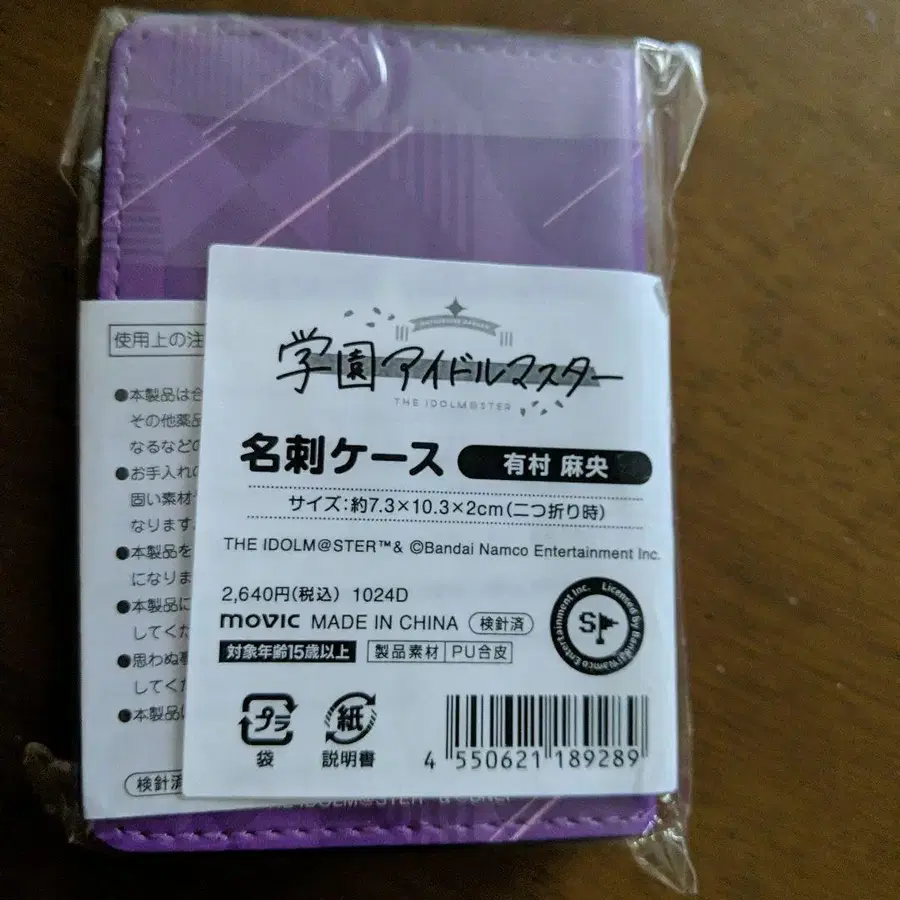 学園アイドルマスター
THE IDOLM@STER
名刺ケース 有村 麻央
サイズ：約7.3×10.3×2cm（二つ折り時）
THE IDOLM@STER™& ©Bandai Namco Entertainment Inc.
2,640円（税込） 1024D
movic MADE IN CHINA 検針済
対象年齢15歳以上 製品素材 PU合皮
Licensed by Bandai Namco Entertainment Inc.
プラ 紙
袋 説明書
4 550621 189289
使用上の注
●本製品は合
その他薬品
なるなどの
●お手入れの
固い素材
なります
●本製品を
になりま
●本製品に
してくだ
●思わぬ
してくだ
●本製品は
検針済
THE IDOLM@STER™ &